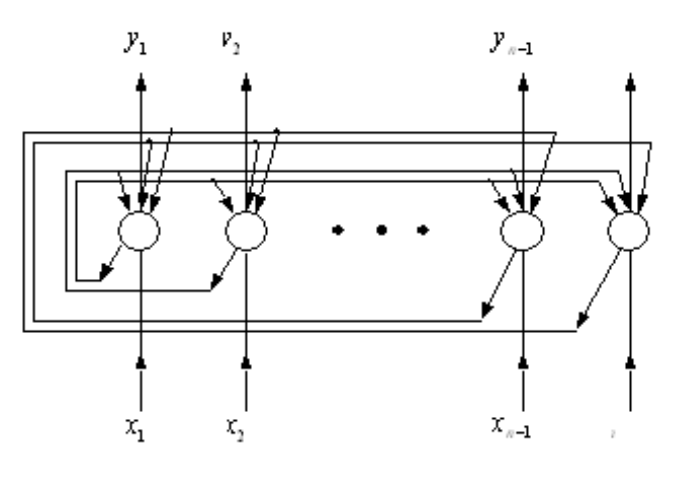 y₁ v₂ yₙ₋₁
x₁ x₂ xₙ₋₁